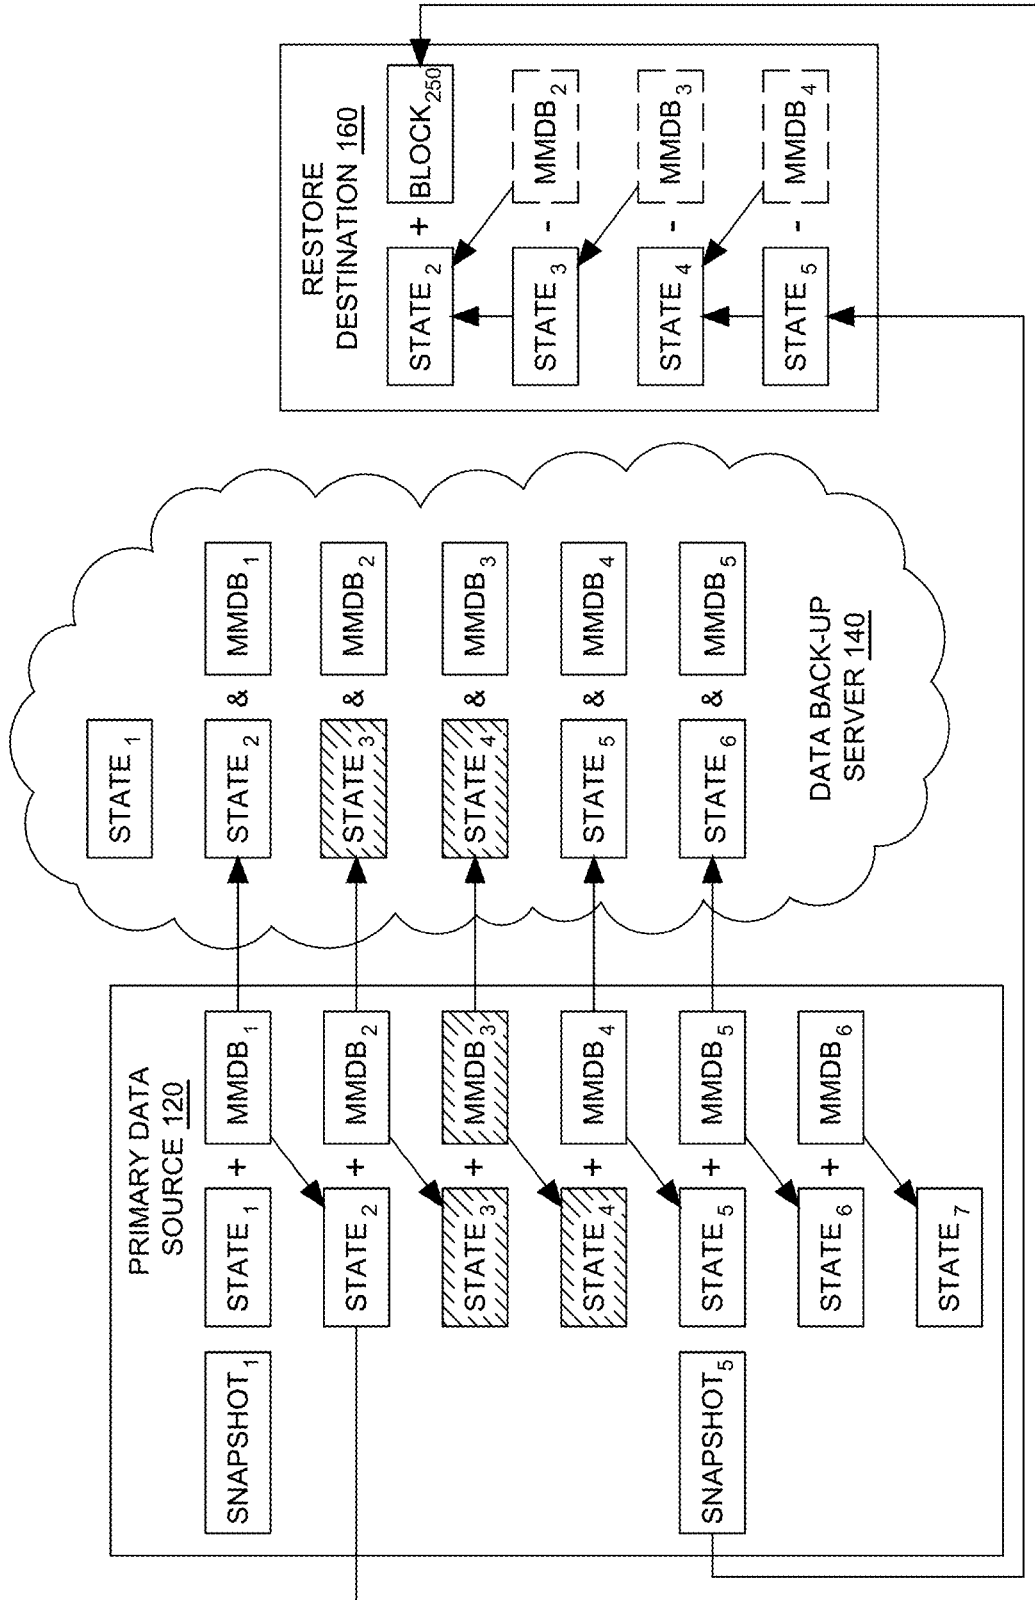 PRIMARY DATA
SOURCE 120
SNAPSHOT1
STATE1 + MMDB1
STATE2 + MMDB2
STATE3 + MMDB3
STATE4 + MMDB4
SNAPSHOT5
STATE5 + MMDB5
STATE6 + MMDB6
STATE7
STATE1
STATE2 & MMDB1
STATE3 & MMDB2
STATE4 & MMDB3
STATE5 & MMDB4
STATE6 & MMDB5
DATA BACK-UP
SERVER 140
RESTORE
DESTINATION 160
STATE2 + BLOCK250
STATE3 - MMDB2
STATE4 - MMDB3
STATE5 - MMDB4